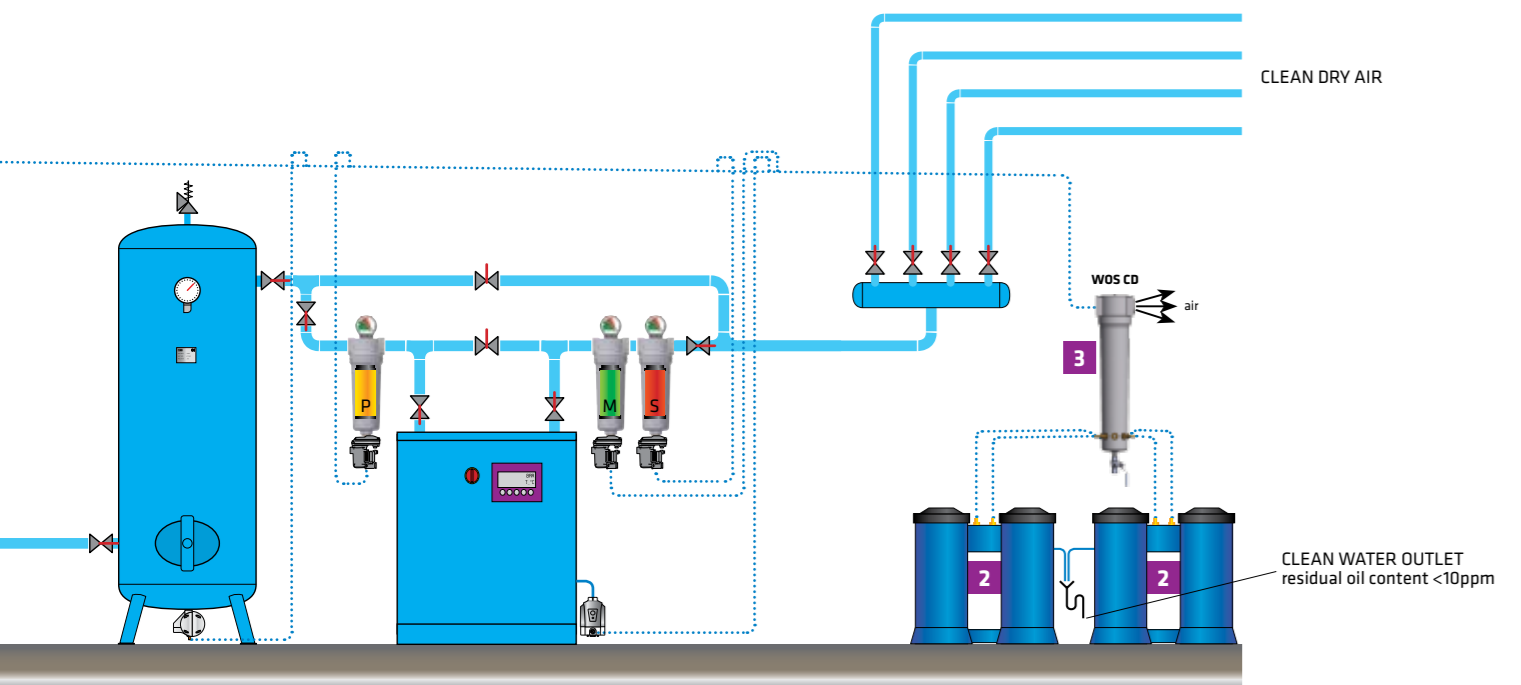 CLEAN DRY AIR
WOS CD
air
3
P
M
S
2
2
CLEAN WATER OUTLET
residual oil content <10ppm